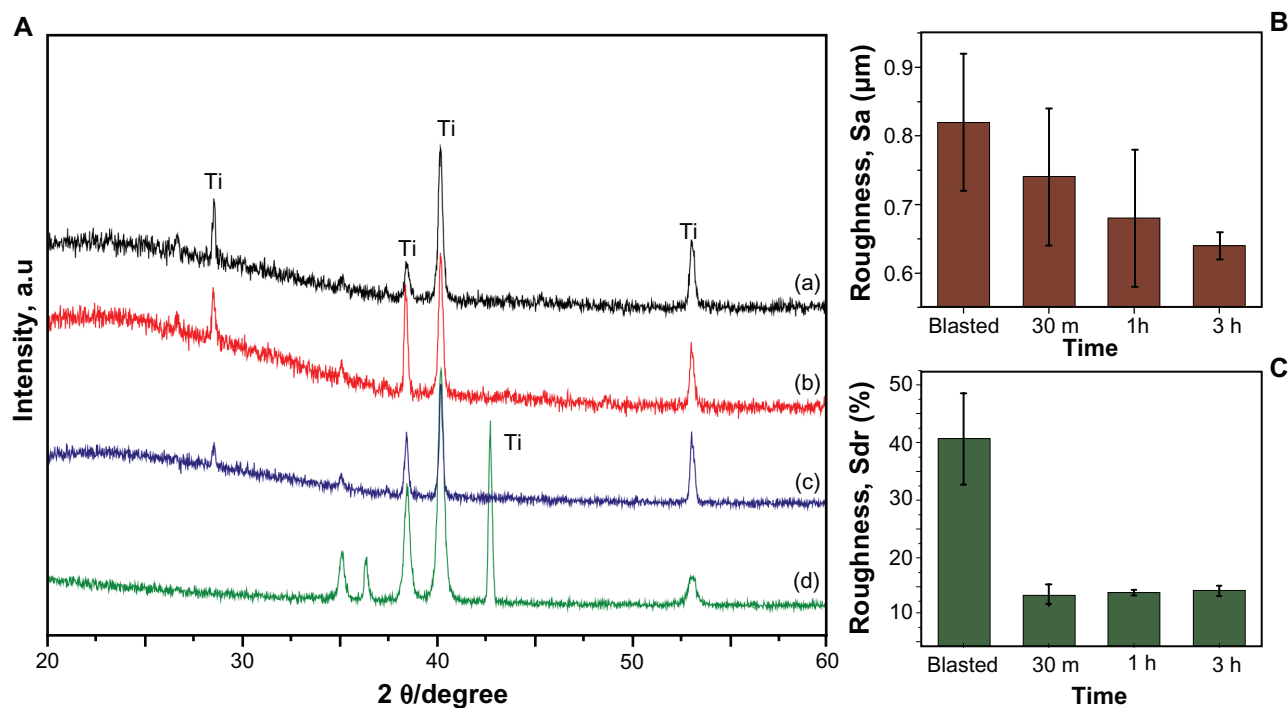 A
Intensity, a.u
Ti
Ti
Ti
Ti
Ti
(a)
(b)
(c)
(d)
20
30
40
50
60
2 θ/degree
B
Roughness, Sa (µm)
0.9
0.8
0.7
0.6
Blasted
30 m
1h
3 h
Time
C
Roughness, Sdr (%)
50
40
30
20
10
Blasted
30 m
1 h
3 h
Time